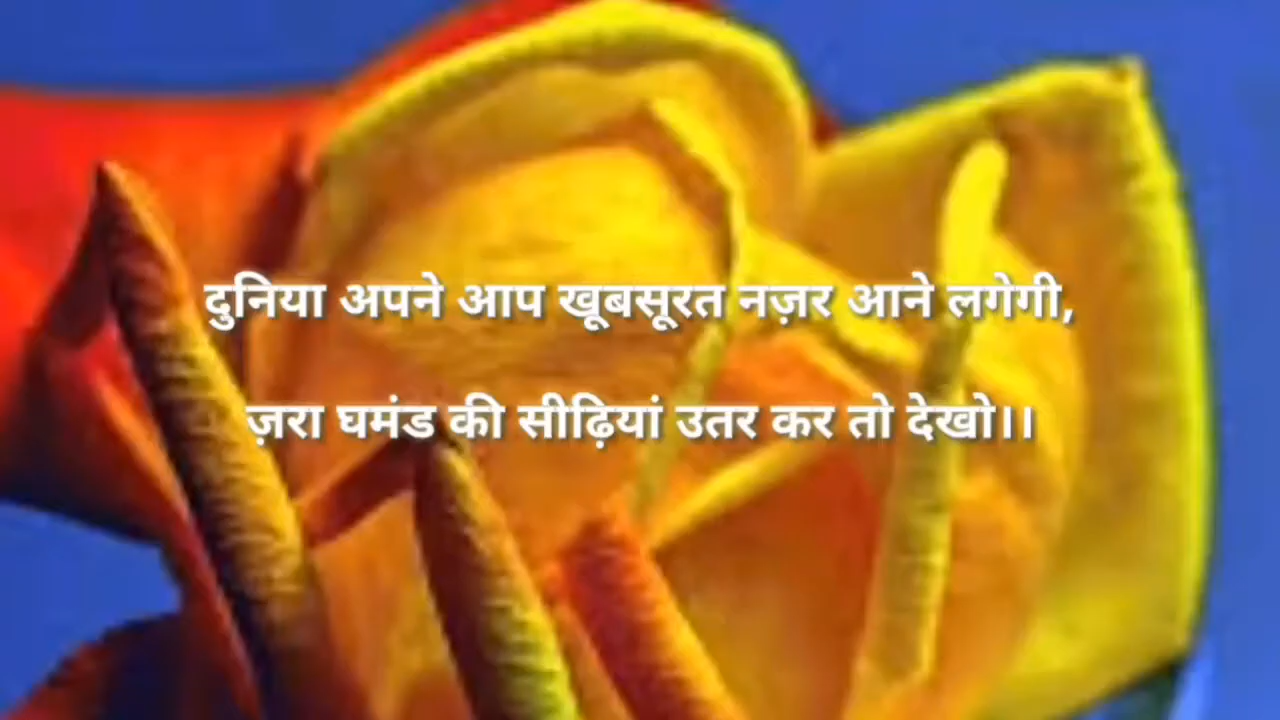 दुनिया अपने आप खूबसूरत नज़र आने लगेगी,
ज़रा घमंड की सीढ़ियां उतर कर तो देखो।।